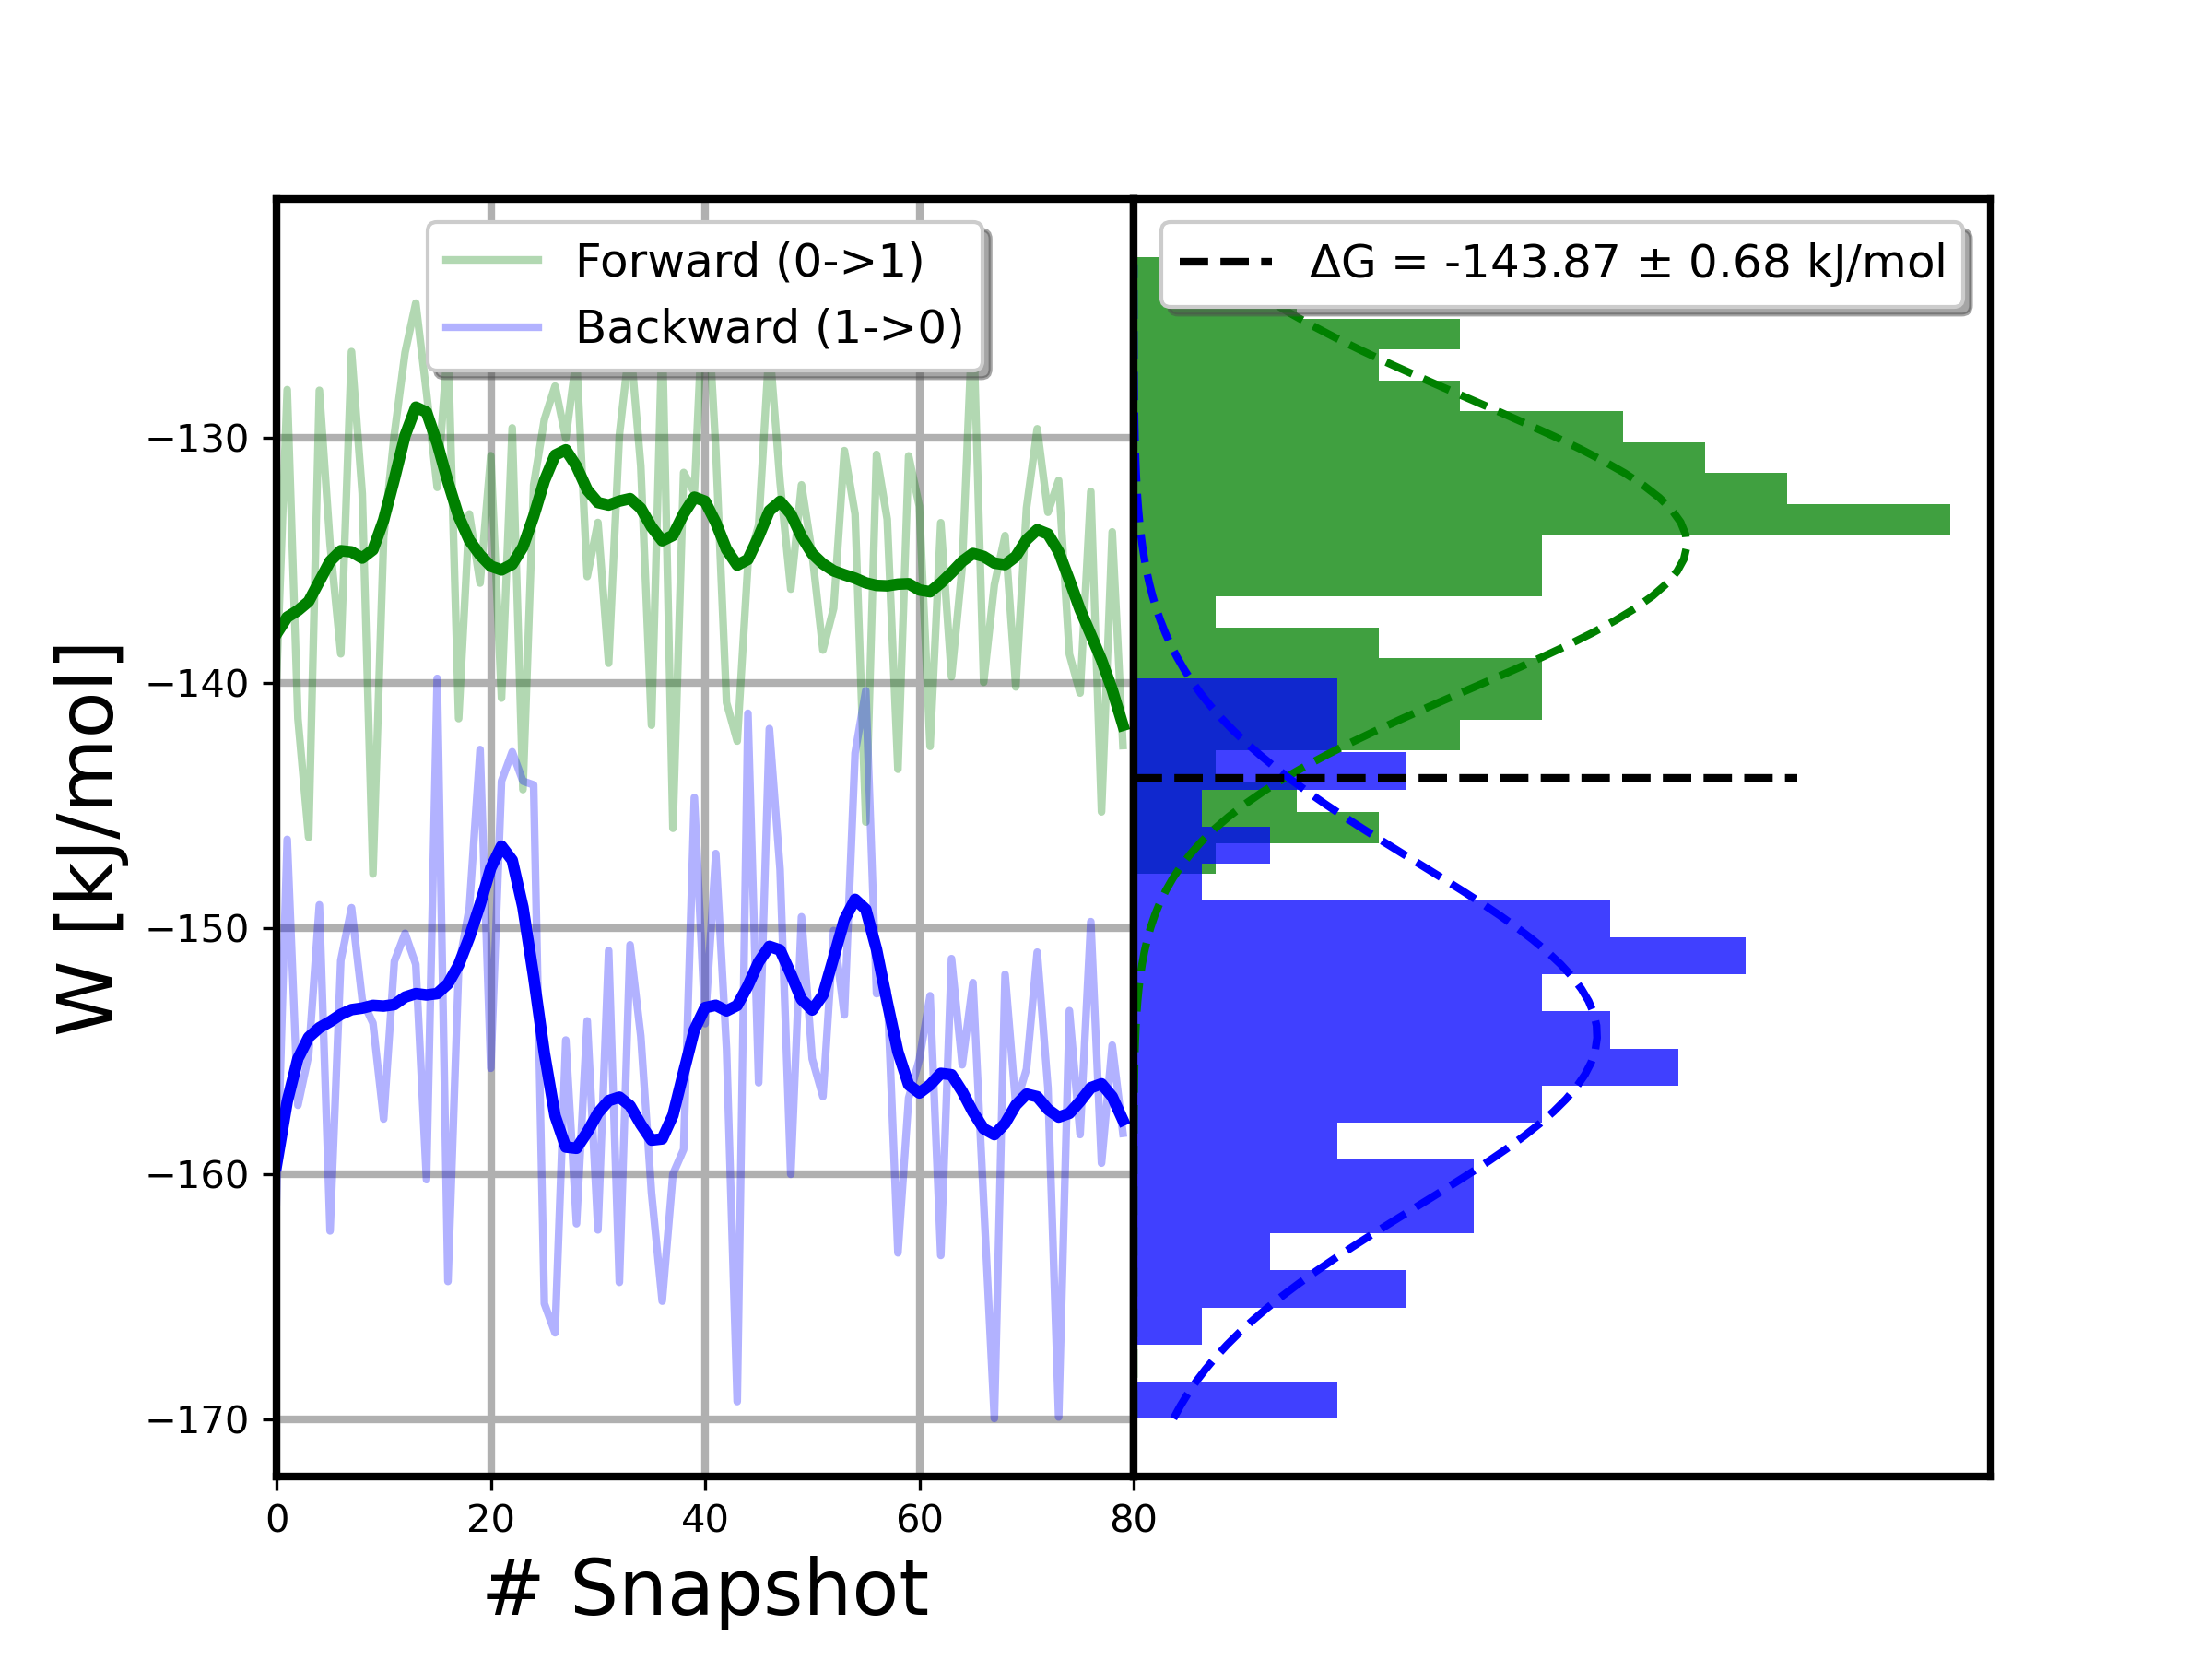 Forward (0->1)
Backward (1->0)
ΔG = -143.87 ± 0.68 kJ/mol
W [kJ/mol]
−130
−140
−150
−160
−170
0 20 40 60 80
# Snapshot